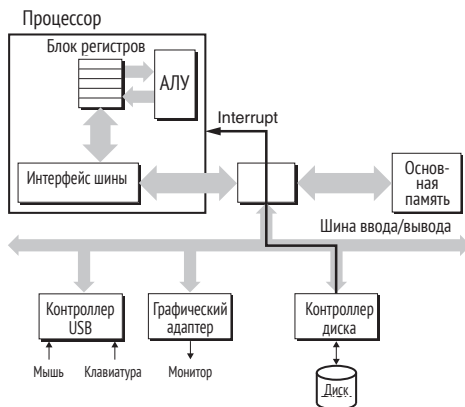 Процессор
Блок регистров
АЛУ
Interrupt
Интерфейс шины
Основ-
ная
память
Шина ввода/вывода
Контроллер
USB
Графический
адаптер
Контроллер
диска
Мышь
Клавиатура
Монитор
Диск